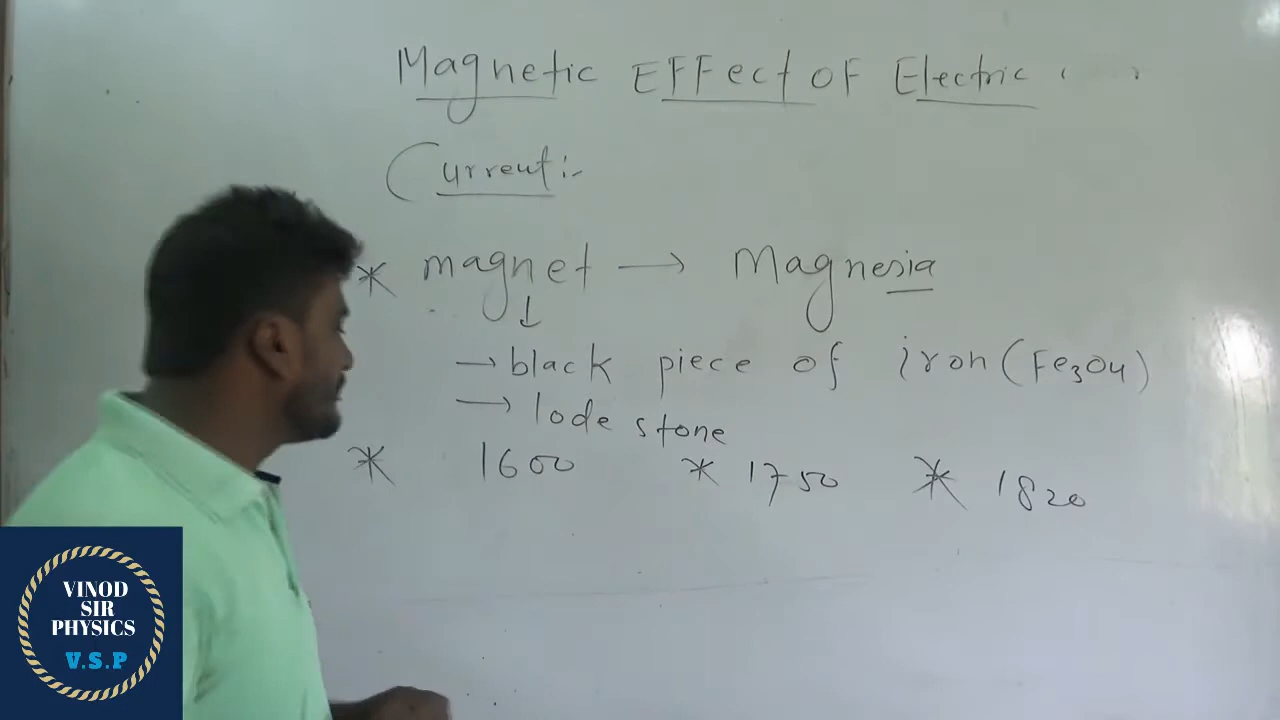 Magnetic EFFect OF Electric
Current:-
* magnet → Magnesia
↓
→ black piece of iron (Fe3O4)
→ lode stone
* 1600 * 1750 * 1820
VINOD
SIR
PHYSICS
V.S.P